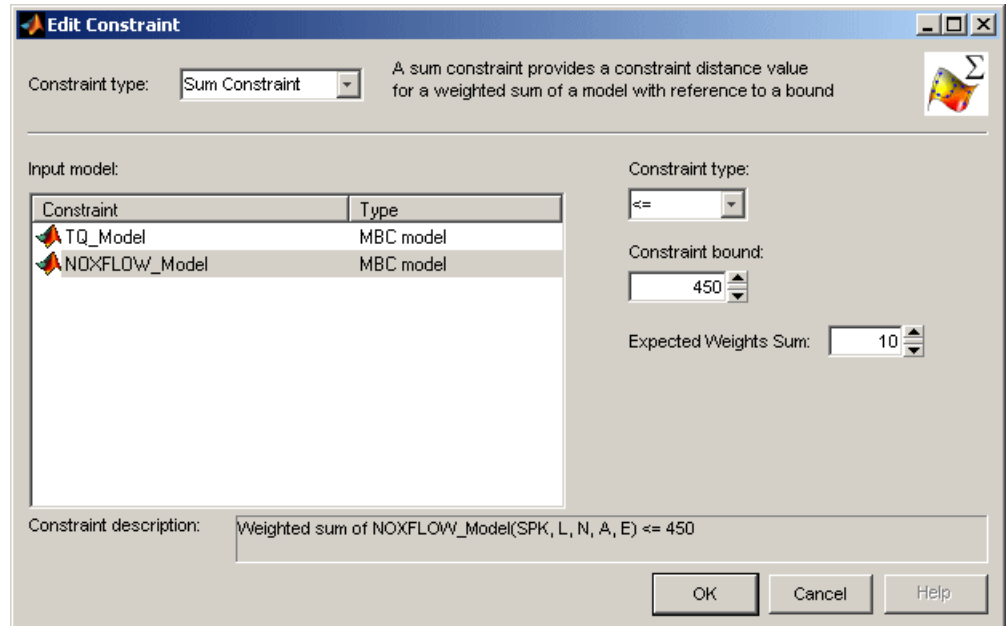 Edit Constraint
Constraint type: Sum Constraint
A sum constraint provides a constraint distance value
for a weighted sum of a model with reference to a bound
Σ
Input model:
Constraint Type
TQ_Model MBC model
NOXFLOW_Model MBC model
Constraint type:
<=
Constraint bound:
450
Expected Weights Sum: 10
Constraint description: Weighted sum of NOXFLOW_Model(SPK, L, N, A, E) <= 450
OK Cancel Help